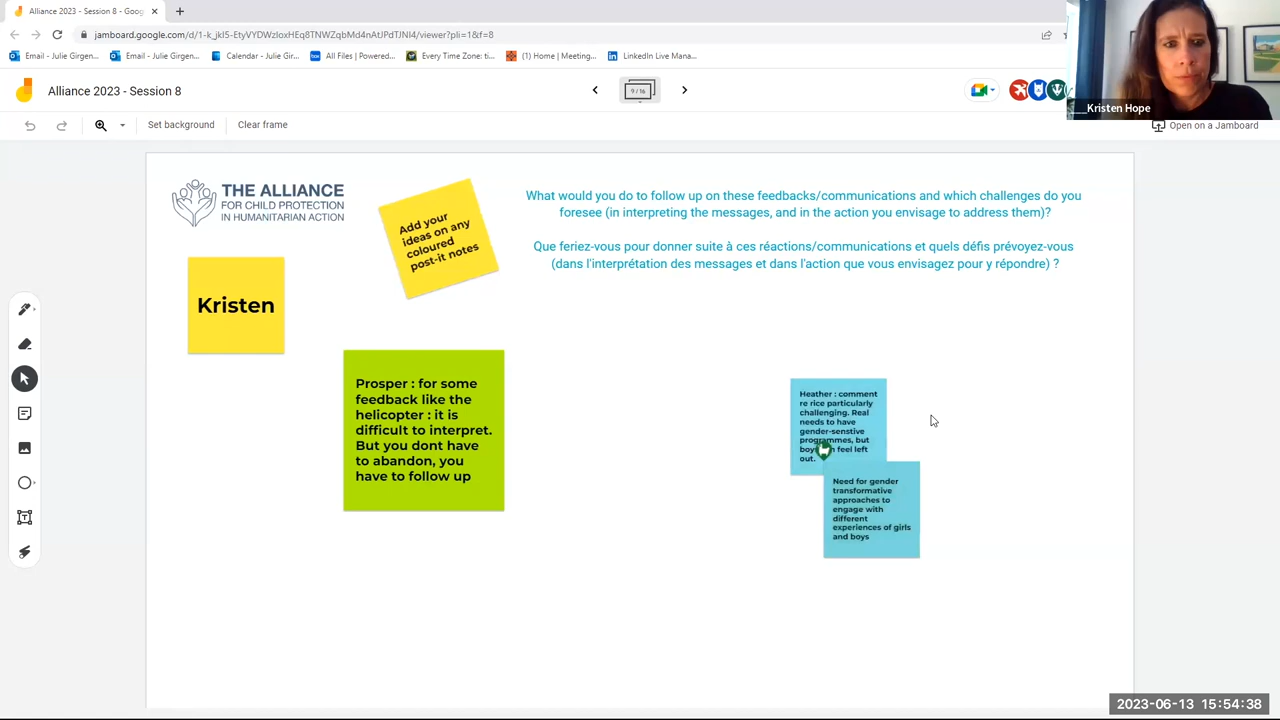 Alliance 2023 - Session 8 - Goog
jamboard.google.com/d/1-k_jkI5-EtyVYDWzIoxHEq8TNWZqbMd4nAtJPdTJNI4/viewer?pli=1&f=8
Email - Julie Girgen...
Email - Julie Girgen...
Calendar - Julie Gir...
All Files | Powered...
Every Time Zone: ti...
(1) Home | Meeting...
LinkedIn Live Mana...
Alliance 2023 - Session 8
9 / 16
Kristen Hope
Set background
Clear frame
Open on a Jamboard
THE ALLIANCE
FOR CHILD PROTECTION
IN HUMANITARIAN ACTION
Add your
ideas on any
coloured
post-it notes
What would you do to follow up on these feedbacks/communications and which challenges do you
foresee (in interpreting the messages, and in the action you envisage to address them)?
Que feriez-vous pour donner suite à ces réactions/communications et quels défis prévoyez-vous
(dans l'interprétation des messages et dans l'action que vous envisagez pour y répondre) ?
Kristen
Prosper : for some
feedback like the
helicopter : it is
difficult to interpret.
But you dont have
to abandon, you
have to follow up
Heather : comment
re rice particularly
challenging. Real
needs to have
gender-senstive
programmes, but
feel left
out.
Need for gender
transformative
approaches to
engage with
different
experiences of girls
and boys
2023-06-13 15:54:38